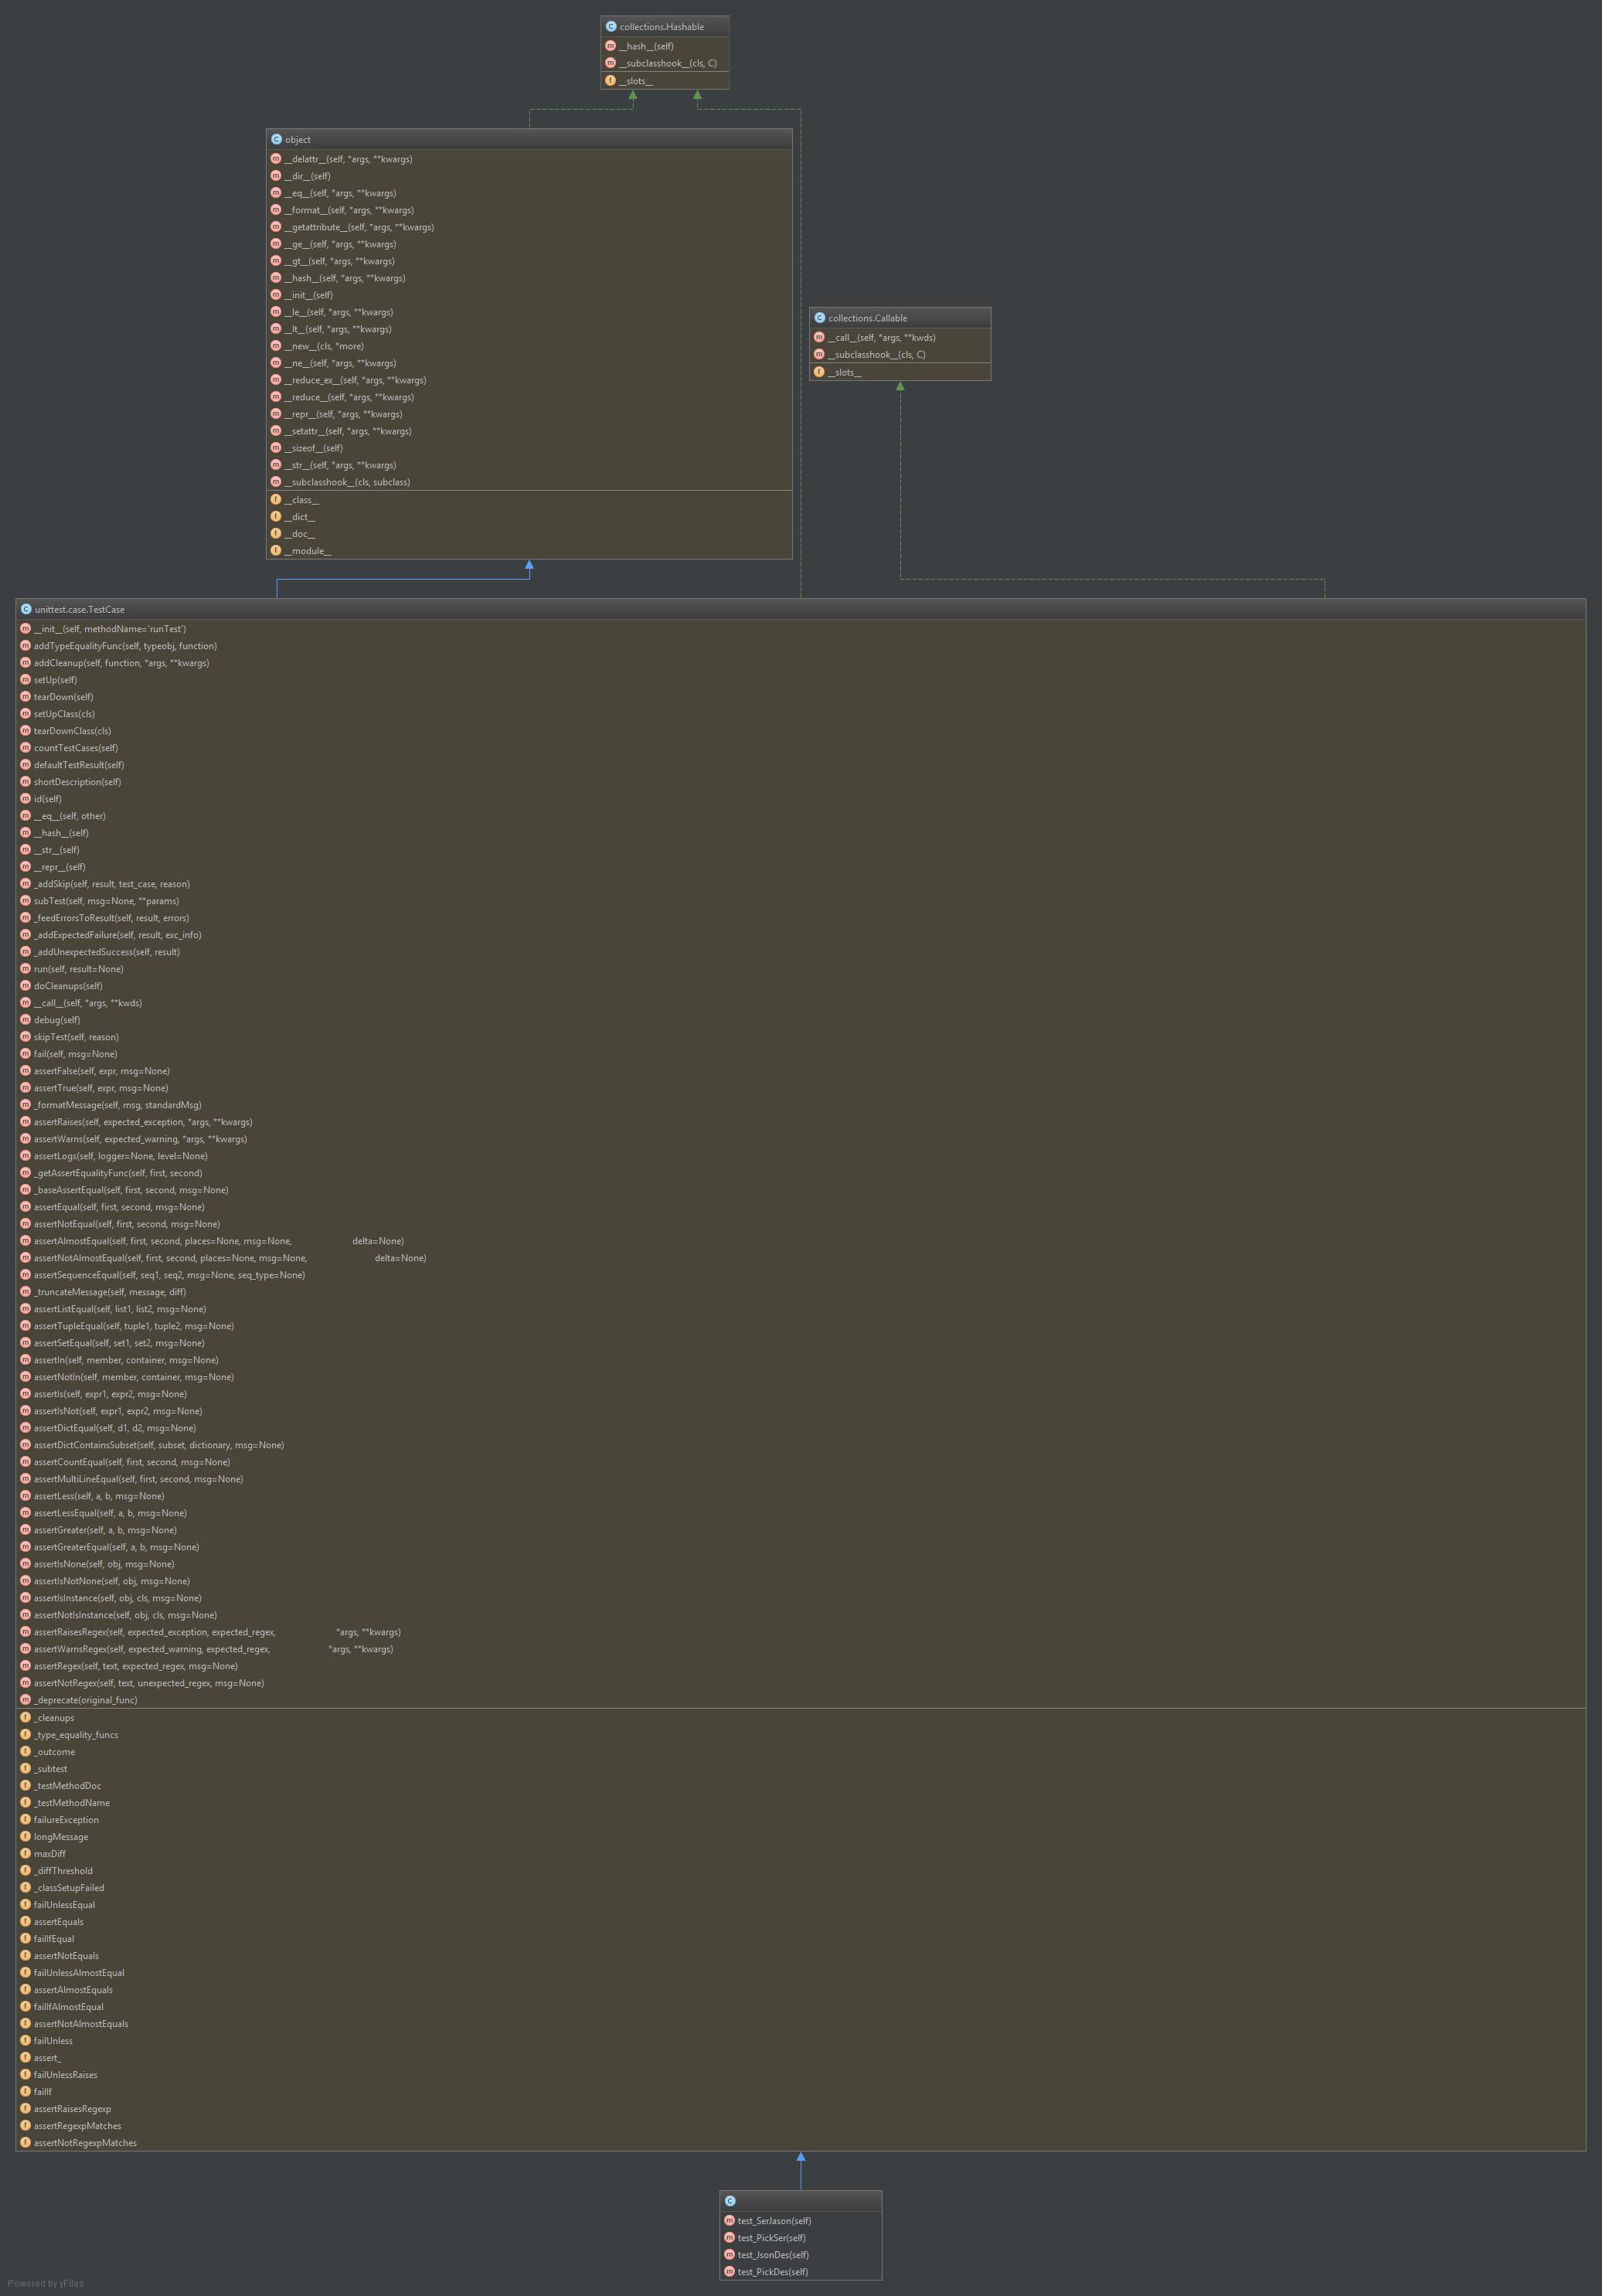 collections.Hashable
__hash__(self)
__subclasshook__(cls, C)
__slots__
object
__delattr__(self, *args, **kwargs)
__dir__(self)
__eq__(self, *args, **kwargs)
__format__(self, *args, **kwargs)
__getattribute__(self, *args, **kwargs)
__ge__(self, *args, **kwargs)
__gt__(self, *args, **kwargs)
__hash__(self, *args, **kwargs)
__init__(self)
__le__(self, *args, **kwargs)
__lt__(self, *args, **kwargs)
__new__(cls, *more)
__ne__(self, *args, **kwargs)
__reduce_ex__(self, *args, **kwargs)
__reduce__(self, *args, **kwargs)
__repr__(self, *args, **kwargs)
__setattr__(self, *args, **kwargs)
__sizeof__(self)
__str__(self, *args, **kwargs)
__subclasshook__(cls, subclass)
__class__
__dict__
__doc__
__module__
collections.Callable
__call__(self, *args, **kwds)
__subclasshook__(cls, C)
__slots__
unittest.case.TestCase
__init__(self, methodName='runTest')
addTypeEqualityFunc(self, typeobj, function)
addCleanup(self, function, *args, **kwargs)
setUp(self)
tearDown(self)
setUpClass(cls)
tearDownClass(cls)
countTestCases(self)
defaultTestResult(self)
shortDescription(self)
id(self)
__eq__(self, other)
__hash__(self)
__str__(self)
__repr__(self)
_addSkip(self, result, test_case, reason)
subTest(self, msg=None, **params)
_feedErrorsToResult(self, result, errors)
_addExpectedFailure(self, result, exc_info)
_addUnexpectedSuccess(self, result)
run(self, result=None)
doCleanups(self)
__call__(self, *args, **kwds)
debug(self)
skipTest(self, reason)
fail(self, msg=None)
assertFalse(self, expr, msg=None)
assertTrue(self, expr, msg=None)
_formatMessage(self, msg, standardMsg)
assertRaises(self, expected_exception, *args, **kwargs)
assertWarns(self, expected_warning, *args, **kwargs)
assertLogs(self, logger=None, level=None)
_getAssertEqualityFunc(self, first, second)
_baseAssertEqual(self, first, second, msg=None)
assertEqual(self, first, second, msg=None)
assertNotEqual(self, first, second, msg=None)
assertAlmostEqual(self, first, second, places=None, msg=None, delta=None)
assertNotAlmostEqual(self, first, second, places=None, msg=None, delta=None)
assertSequenceEqual(self, seq1, seq2, msg=None, seq_type=None)
_truncateMessage(self, message, diff)
assertListEqual(self, list1, list2, msg=None)
assertTupleEqual(self, tuple1, tuple2, msg=None)
assertSetEqual(self, set1, set2, msg=None)
assertIn(self, member, container, msg=None)
assertNotIn(self, member, container, msg=None)
assertIs(self, expr1, expr2, msg=None)
assertIsNot(self, expr1, expr2, msg=None)
assertDictEqual(self, d1, d2, msg=None)
assertDictContainsSubset(self, subset, dictionary, msg=None)
assertCountEqual(self, first, second, msg=None)
assertMultiLineEqual(self, first, second, msg=None)
assertLess(self, a, b, msg=None)
assertLessEqual(self, a, b, msg=None)
assertGreater(self, a, b, msg=None)
assertGreaterEqual(self, a, b, msg=None)
assertIsNone(self, obj, msg=None)
assertIsNotNone(self, obj, msg=None)
assertIsInstance(self, obj, cls, msg=None)
assertNotIsInstance(self, obj, cls, msg=None)
assertRaisesRegex(self, expected_exception, expected_regex, *args, **kwargs)
assertWarnsRegex(self, expected_warning, expected_regex, *args, **kwargs)
assertRegex(self, text, expected_regex, msg=None)
assertNotRegex(self, text, unexpected_regex, msg=None)
_deprecate(original_func)
_cleanups
_type_equality_funcs
_outcome
_subtest
_testMethodDoc
_testMethodName
failureException
longMessage
maxDiff
_diffThreshold
_classSetupFailed
failUnlessEqual
assertEquals
failIfEqual
assertNotEquals
failUnlessAlmostEqual
assertAlmostEquals
failIfAlmostEqual
assertNotAlmostEquals
failUnless
assert_
failUnlessRaises
failIf
assertRaisesRegexp
assertRegexpMatches
assertNotRegexpMatches
test_SerJason(self)
test_PickSer(self)
test_JsonDes(self)
test_PickDes(self)
Powered by yFiles